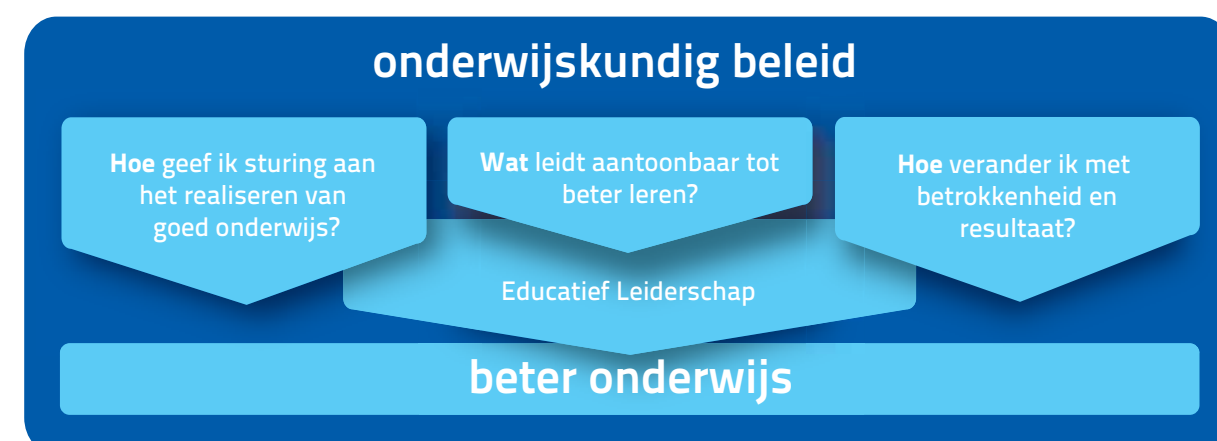 onderwijskundig beleid
Hoe geef ik sturing aan
het realiseren van
goed onderwijs?
Wat leidt aantoonbaar tot
beter leren?
Hoe verander ik met
betrokkenheid en
resultaat?
Educatief Leiderschap
beter onderwijs